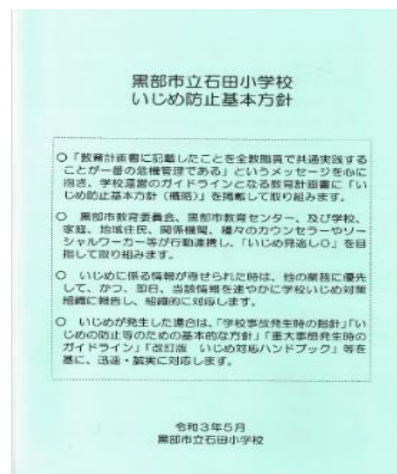 黒部市立石田小学校
いじめ防止基本方針
○「教育計画書に記載したことを全教職員で共通実践する
ことが一番の危機管理である」というメッセージを心に
抱き、学校運営のガイドラインとなる教育計画書に「い
じめ防止基本方針（概略）」を掲載して取り組みます。
○ 黒部市教育委員会、黒部市教育センター、及び学校、
家庭、地域住民、関係機関、種々のカウンセラーやソー
シャルワーカー等が行動連携し、「いじめ見逃し０」を目
指して取り組みます。
○ いじめに係る情報が寄せられた時は、他の業務に優先
して、かつ、即日、当該情報を速やかに学校いじめ対策
組織に報告し、組織的に対応します。
○ いじめが発生した場合は、「学校事故発生時の指針」「い
じめの防止等のための基本的な方針」「重大事態発生時の
ガイドライン」「改訂版 いじめ対応ハンドブック」等を
基に、迅速・誠実に対応します。
令和３年５月
黒部市立石田小学校